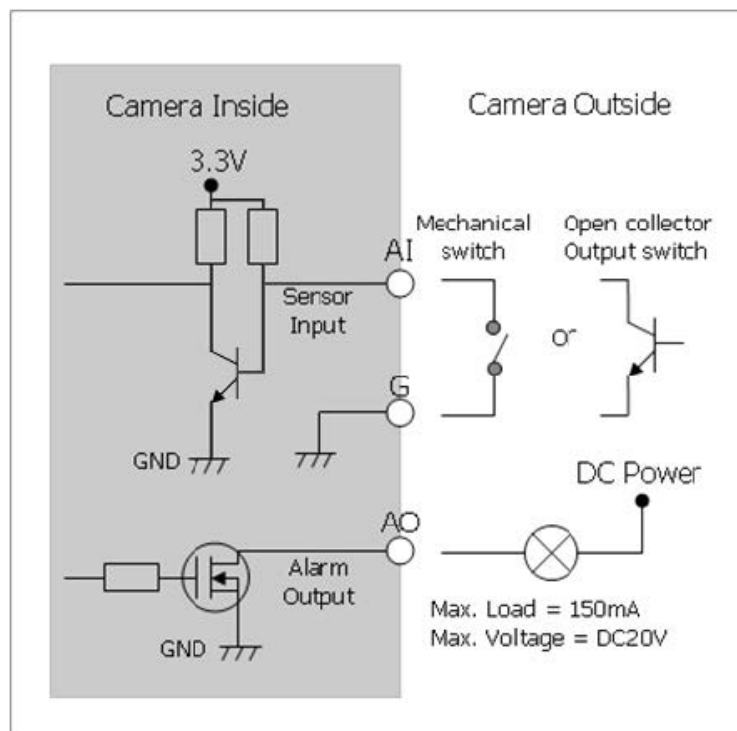 Camera Inside
Camera Outside
3.3V
Mechanical
switch
Open collector
Output switch
AI
Sensor
Input
or
G
GND
DC Power
AO
Alarm
Output
Max. Load = 150mA
Max. Voltage = DC20V
GND